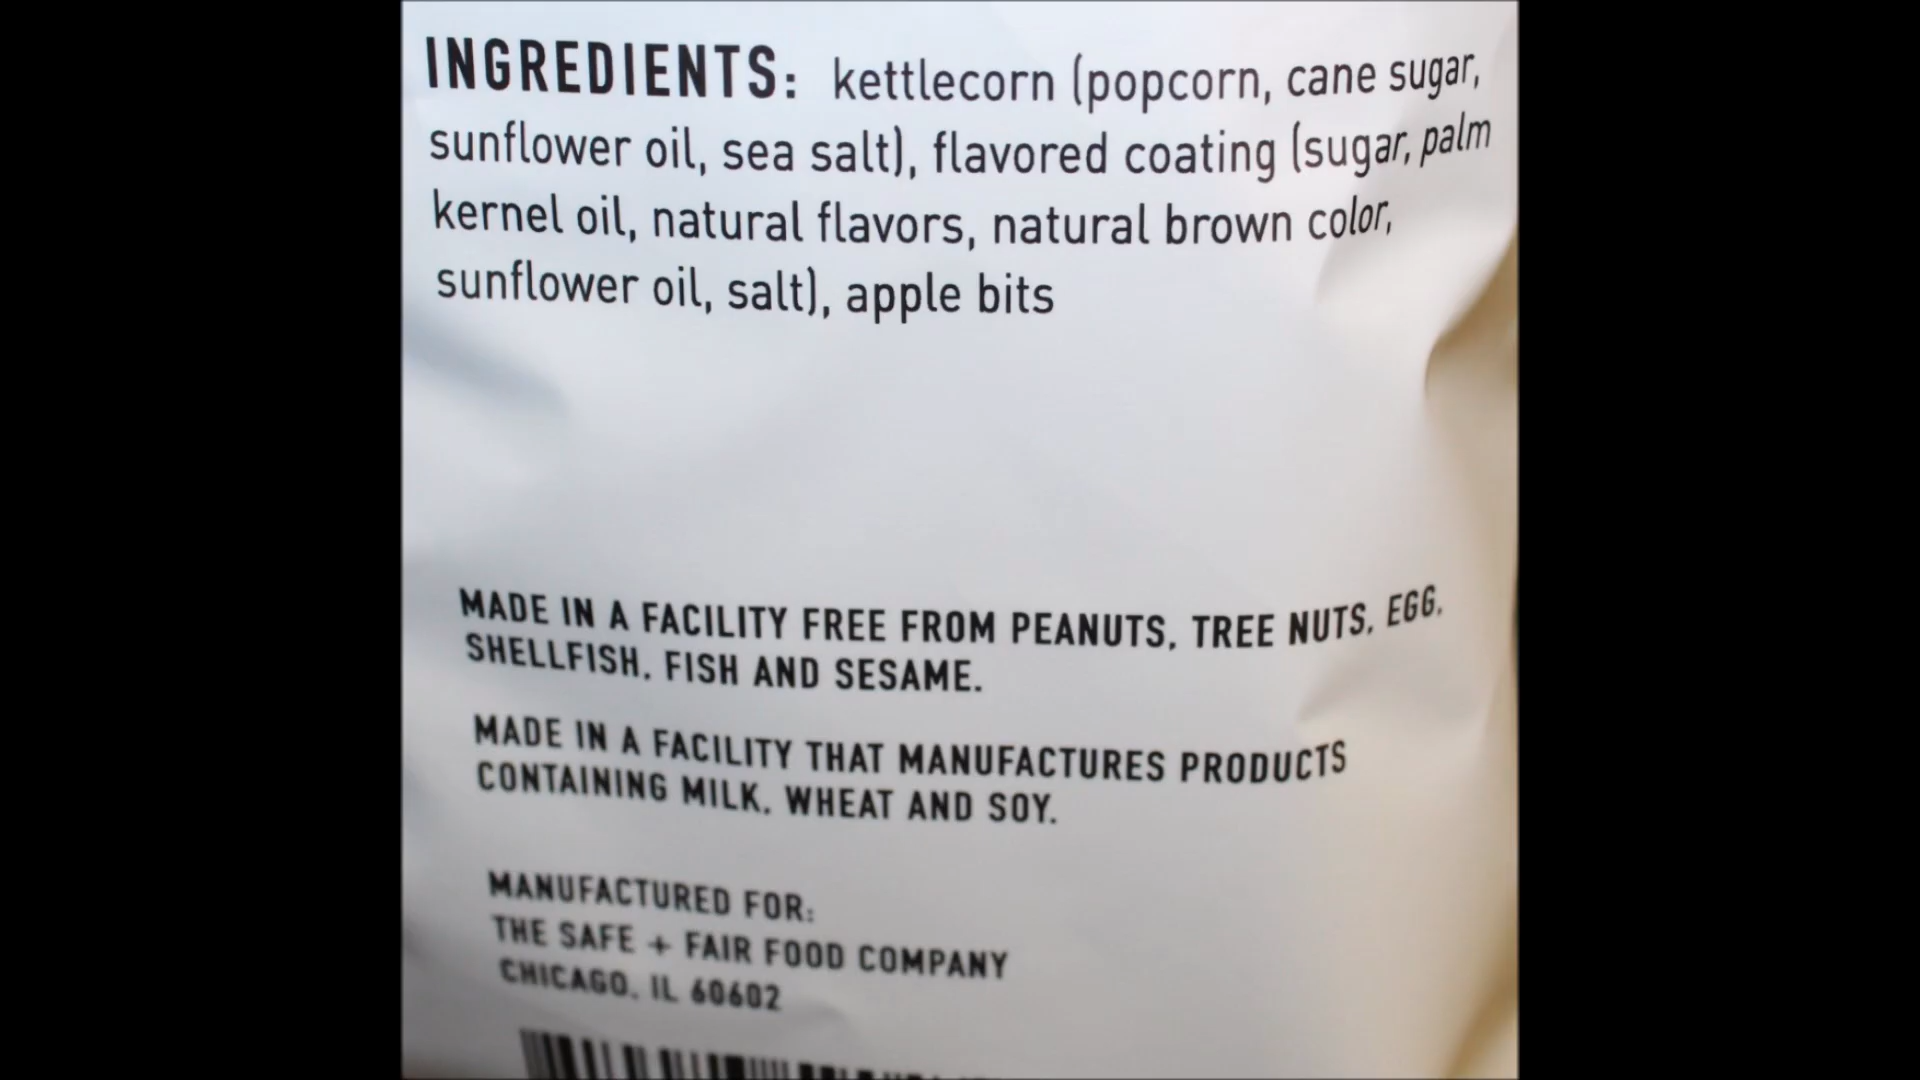 INGREDIENTS: kettlecorn (popcorn, cane sugar,
sunflower oil, sea salt), flavored coating (sugar, palm
kernel oil, natural flavors, natural brown color,
sunflower oil, salt), apple bits
MADE IN A FACILITY FREE FROM PEANUTS, TREE NUTS, EGG,
SHELLFISH, FISH AND SESAME.
MADE IN A FACILITY THAT MANUFACTURES PRODUCTS
CONTAINING MILK, WHEAT AND SOY.
MANUFACTURED FOR:
THE SAFE + FAIR FOOD COMPANY
CHICAGO, IL 60602